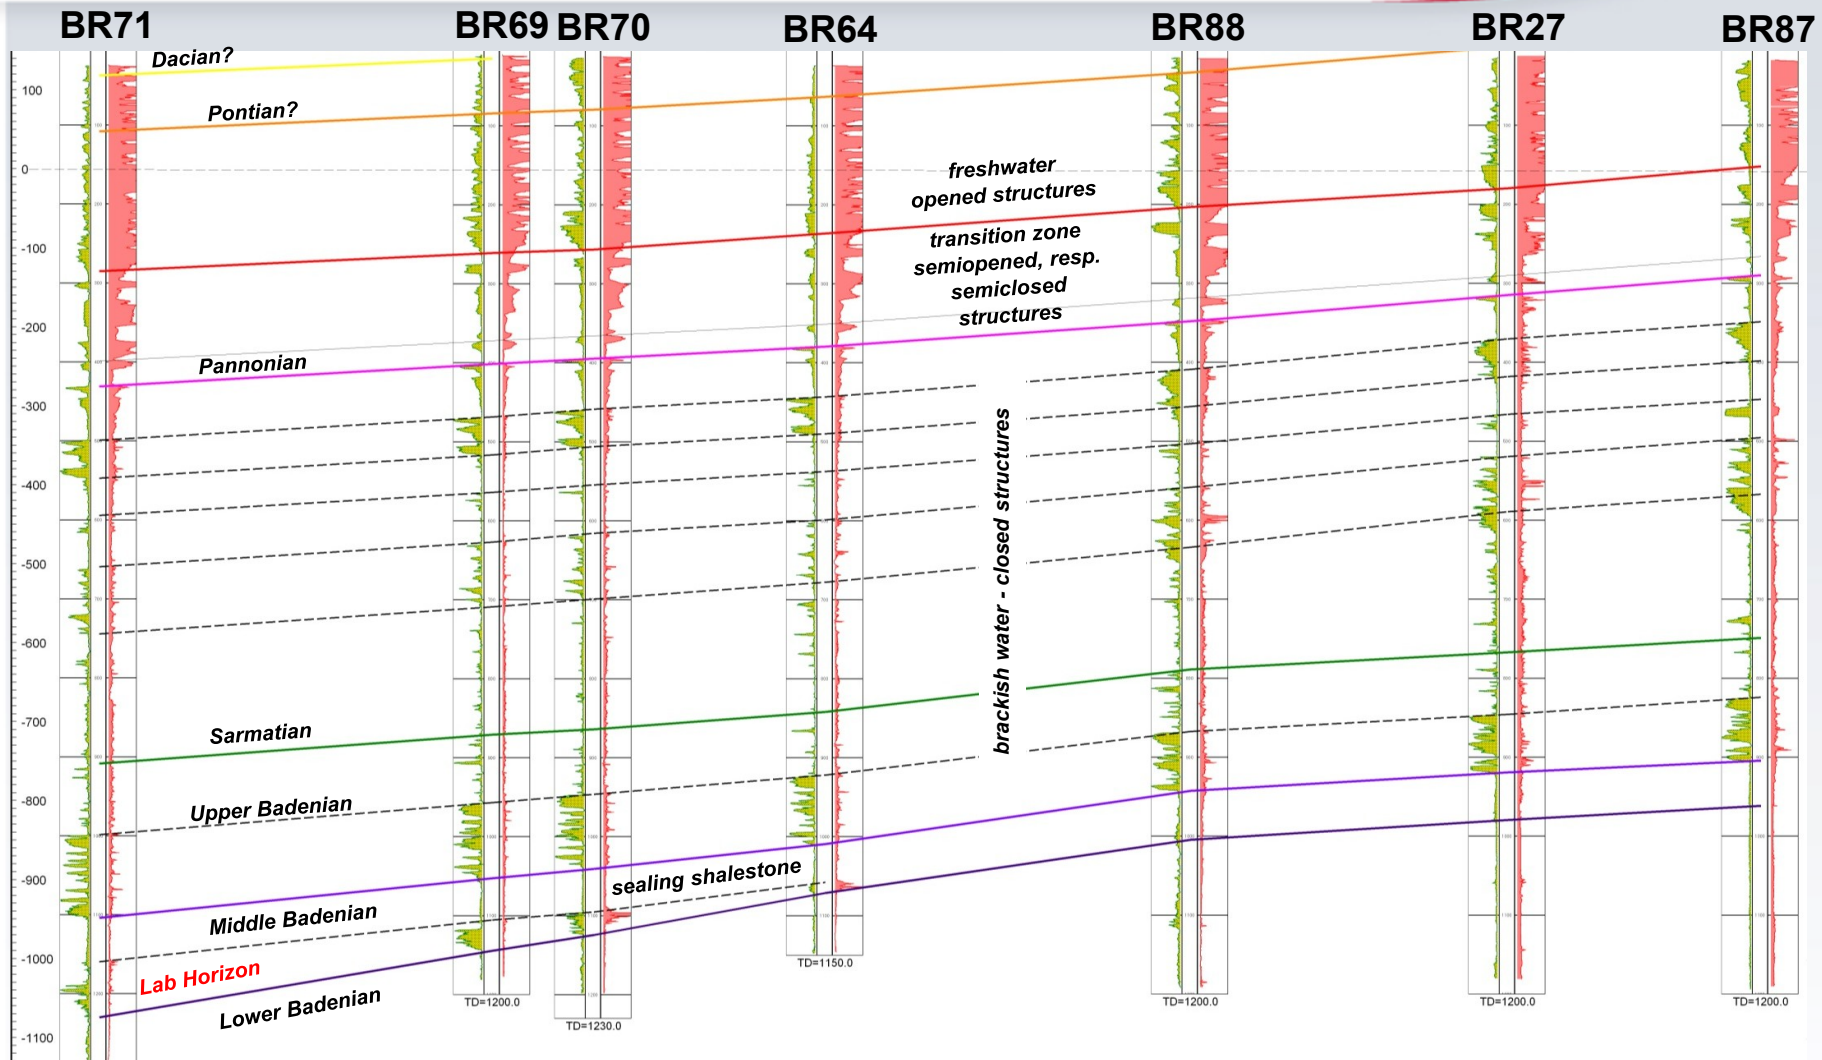 BR71 BR69 BR70 BR64 BR88 BR27 BR87
Dacian?
100
Pontian?
0
freshwater
opened structures
-100
transition zone
semiopened, resp.
semiclosed
structures
-200
Pannonian
-300
-400
brackish water - closed structures
-500
-600
-700
Sarmatian
-800
Upper Badenian
-900
sealing shalestone
Middle Badenian
-1000
Lab Horizon
Lower Badenian
-1100
TD=1200.0
TD=1230.0
TD=1150.0
TD=1200.0
TD=1200.0
TD=1200.0